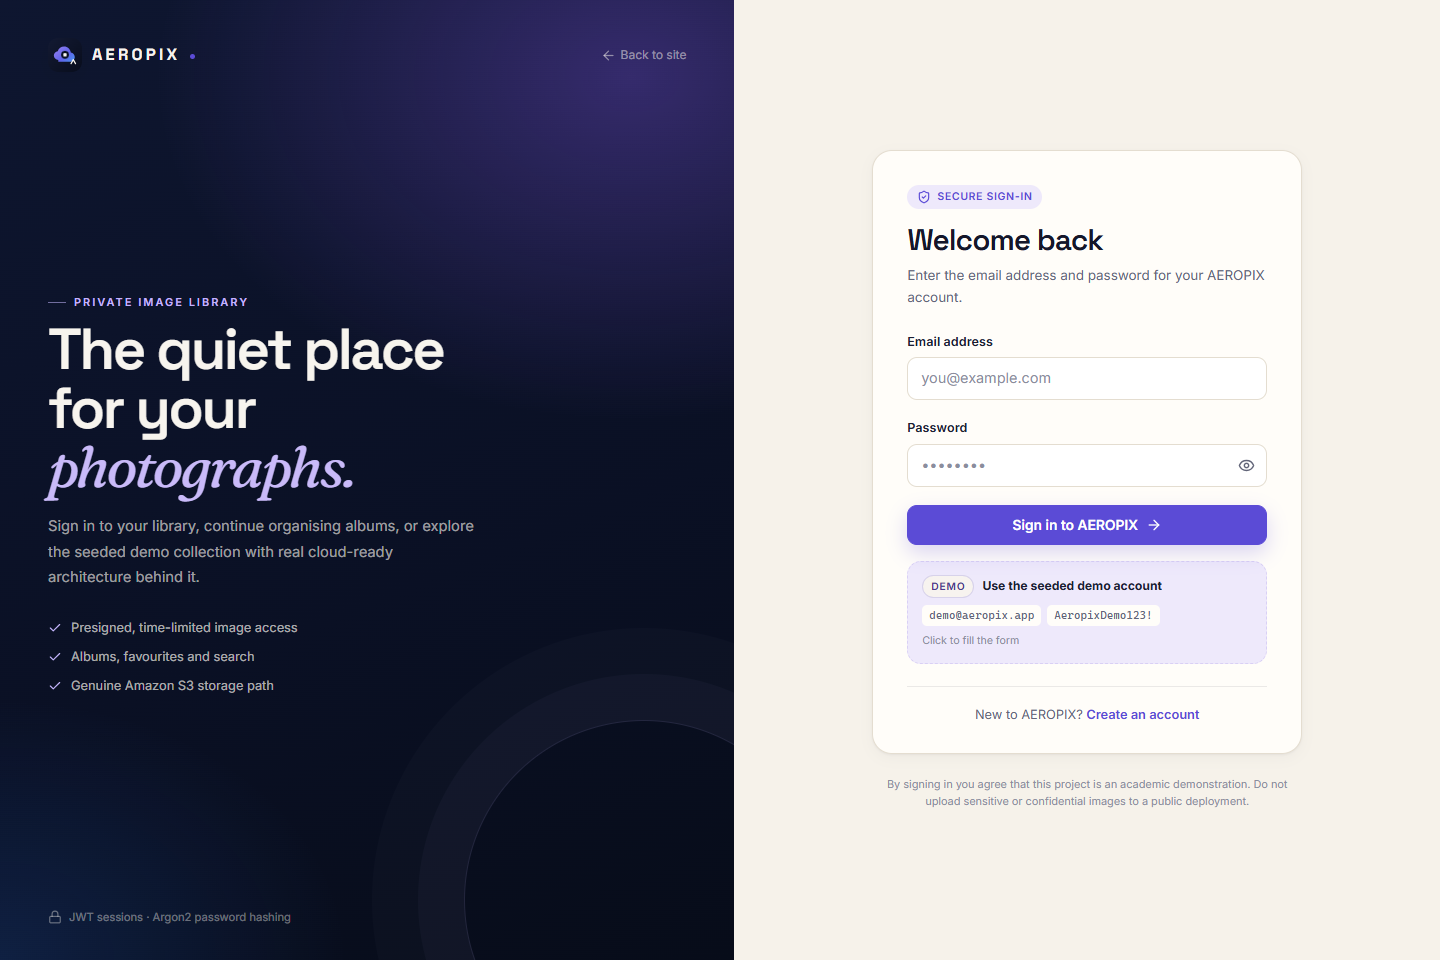 AEROPIX
Back to site
PRIVATE IMAGE LIBRARY
The quiet place
for your
photographs.
Sign in to your library, continue organising albums, or explore
the seeded demo collection with real cloud-ready
architecture behind it.
Presigned, time-limited image access
Albums, favourites and search
Genuine Amazon S3 storage path
JWT sessions · Argon2 password hashing
SECURE SIGN-IN
Welcome back
Enter the email address and password for your AEROPIX
account.
Email address
you@example.com
Password
••••••••
Sign in to AEROPIX
DEMO Use the seeded demo account
demo@aeropix.app AeropixDemo123!
Click to fill the form
New to AEROPIX? Create an account
By signing in you agree that this project is an academic demonstration. Do not
upload sensitive or confidential images to a public deployment.